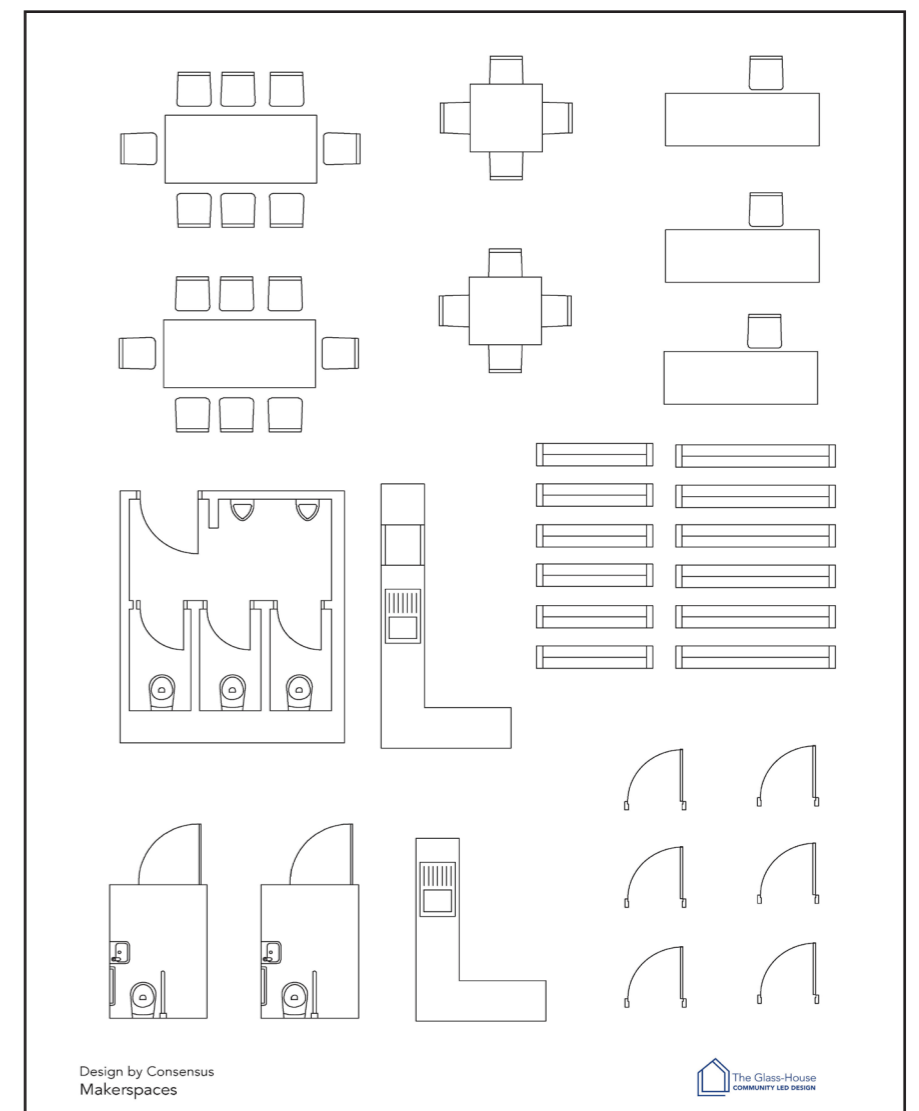 Design by Consensus
Makerspaces
The Glass-House
COMMUNITY LED DESIGN